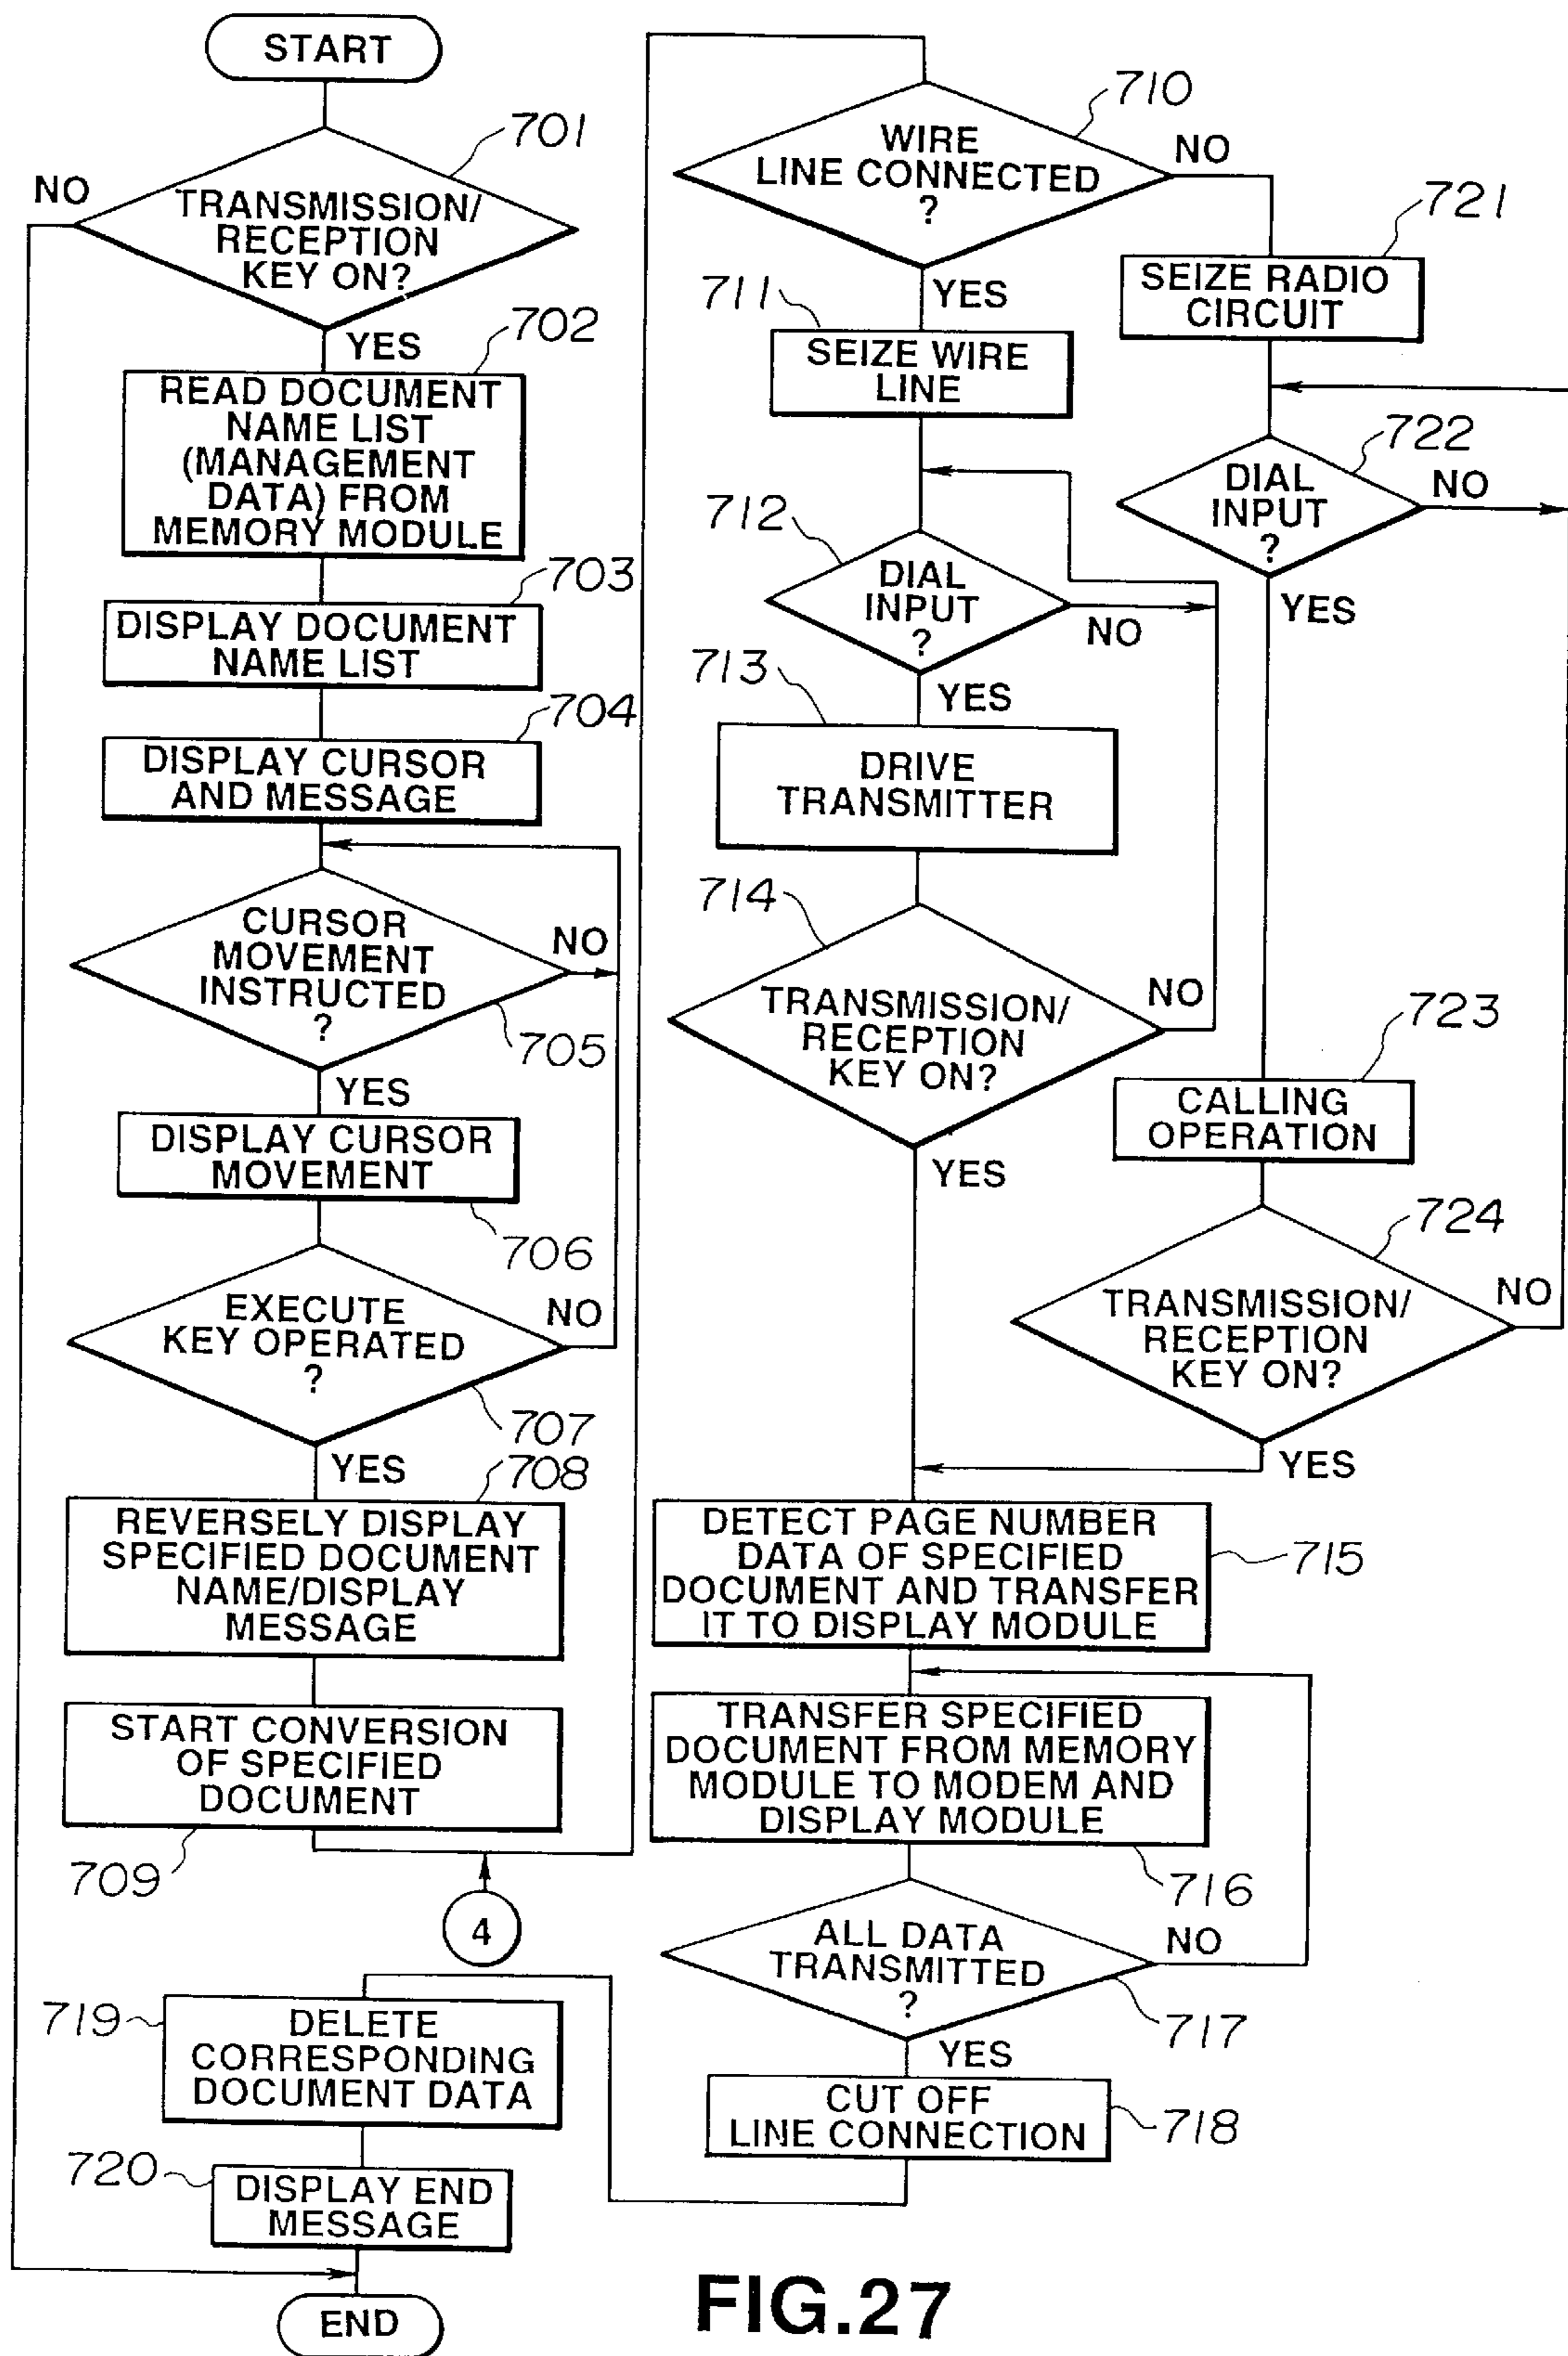 START
701
NO
TRANSMISSION/
RECEPTION
KEY ON?
YES
702
READ DOCUMENT
NAME LIST
(MANAGEMENT
DATA) FROM
MEMORY MODULE
703
DISPLAY DOCUMENT
NAME LIST
704
DISPLAY CURSOR
AND MESSAGE
CURSOR
MOVEMENT
INSTRUCTED
?
NO
705
YES
DISPLAY CURSOR
MOVEMENT
706
EXECUTE
KEY OPERATED
?
NO
707
YES
708
REVERSELY DISPLAY
SPECIFIED DOCUMENT
NAME/DISPLAY
MESSAGE
START CONVERSION
OF SPECIFIED
DOCUMENT
709
4
710
WIRE
LINE CONNECTED
?
NO
YES
711
SEIZE WIRE
LINE
712
DIAL
INPUT
?
NO
YES
713
DRIVE
TRANSMITTER
714
TRANSMISSION/
RECEPTION
KEY ON?
NO
YES
721
SEIZE RADIO
CIRCUIT
722
DIAL
INPUT
?
NO
YES
723
CALLING
OPERATION
724
TRANSMISSION/
RECEPTION
KEY ON?
NO
YES
DETECT PAGE NUMBER
DATA OF SPECIFIED
DOCUMENT AND TRANSFER
IT TO DISPLAY MODULE
715
TRANSFER SPECIFIED
DOCUMENT FROM MEMORY
MODULE TO MODEM AND
DISPLAY MODULE
716
ALL DATA
TRANSMITTED
?
NO
717
YES
CUT OFF
LINE CONNECTION
718
719
DELETE
CORRESPONDING
DOCUMENT DATA
720
DISPLAY END
MESSAGE
END
FIG.27